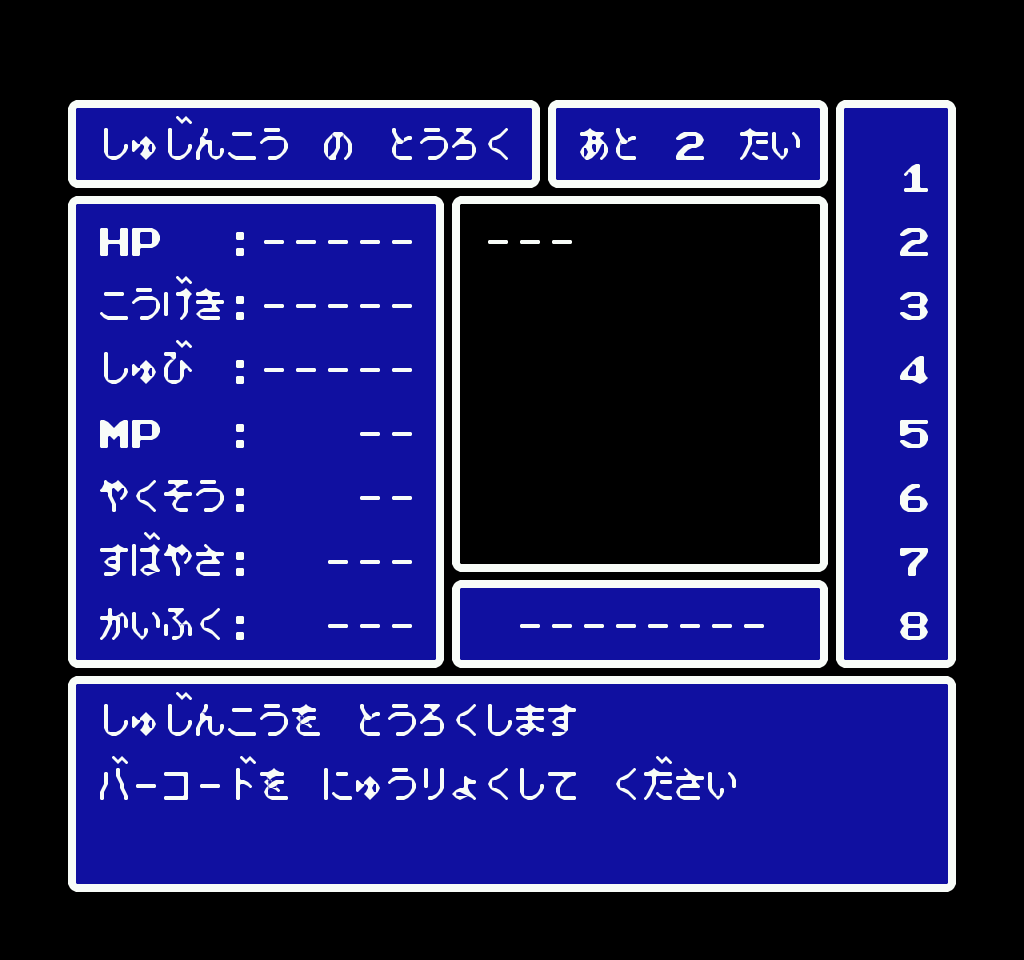 しゅじんこう の とうろく
あと 2 たい
HP :-----
こうげき:-----
しゅび :-----
MP : --
やくそう: --
すばやさ: ---
かいふく: ---
---
--------
1
2
3
4
5
6
7
8
しゅじんこうを とうろくします
バーコードを にゅうりょくして ください